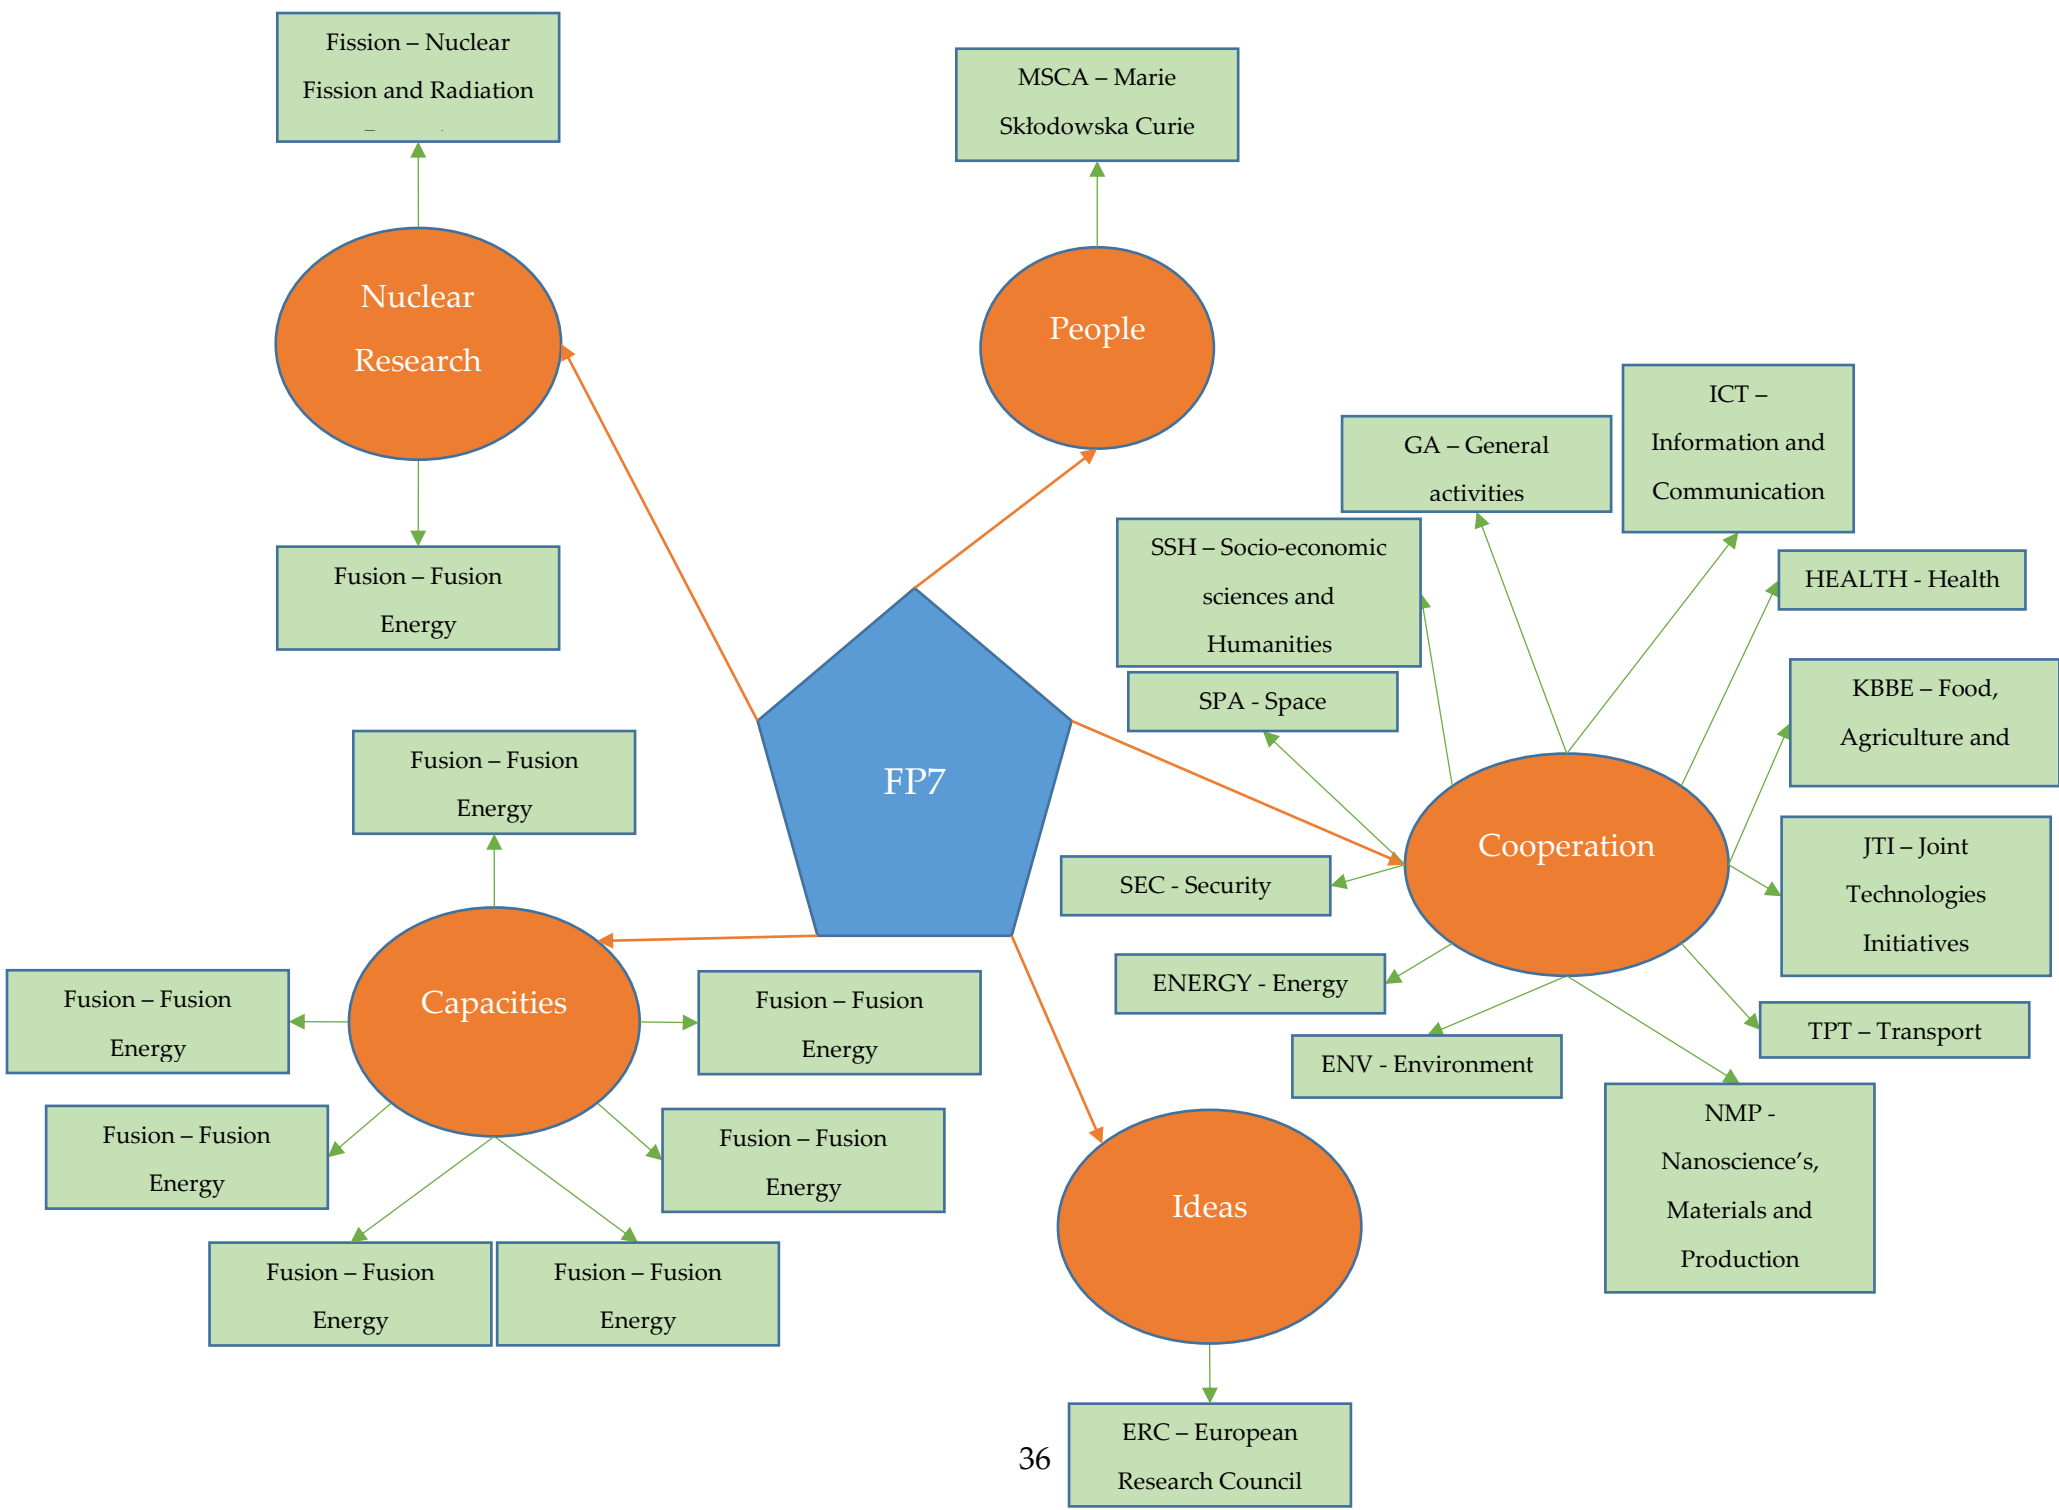 Fission – Nuclear
Fission and Radiation
MSCA – Marie
Skłodowska Curie
Nuclear
Research
People
ICT –
Information and
Communication
GA – General
activities
SSH – Socio-economic
sciences and
Humanities
HEALTH - Health
Fusion – Fusion
Energy
SPA - Space
KBBE – Food,
Agriculture and
FP7
Fusion – Fusion
Energy
Cooperation
JTI – Joint
Technologies
Initiatives
SEC - Security
ENERGY - Energy
Capacities
Fusion – Fusion
Energy
Fusion – Fusion
Energy
TPT – Transport
ENV - Environment
Fusion – Fusion
Energy
Fusion – Fusion
Energy
NMP -
Nanoscience’s,
Materials and
Production
Ideas
Fusion – Fusion
Energy
Fusion – Fusion
Energy
ERC – European
Research Council
36